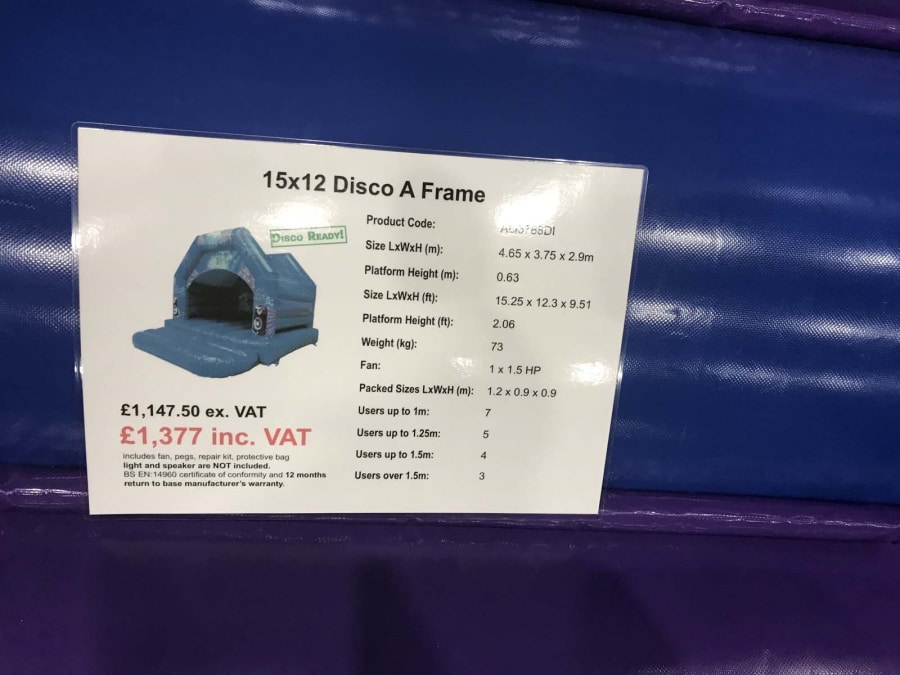 15x12 Disco A Frame
DISCO READY!
Product Code:
Size LxWxH (m): 4.65 x 3.75 x 2.9m
Platform Height (m): 0.63
Size LxWxH (ft): 15.25 x 12.3 x 9.51
Platform Height (ft): 2.06
Weight (kg): 73
Fan: 1 x 1.5 HP
Packed Sizes LxWxH (m): 1.2 x 0.9 x 0.9
Users up to 1m: 7
Users up to 1.25m: 5
Users up to 1.5m: 4
Users over 1.5m: 3
£1,147.50 ex. VAT
£1,377 inc. VAT
includes fan, pegs, repair kit, protective bag
light and speaker are NOT included.
BS EN:14960 certificate of conformity and 12 months
return to base manufacturer's warranty.